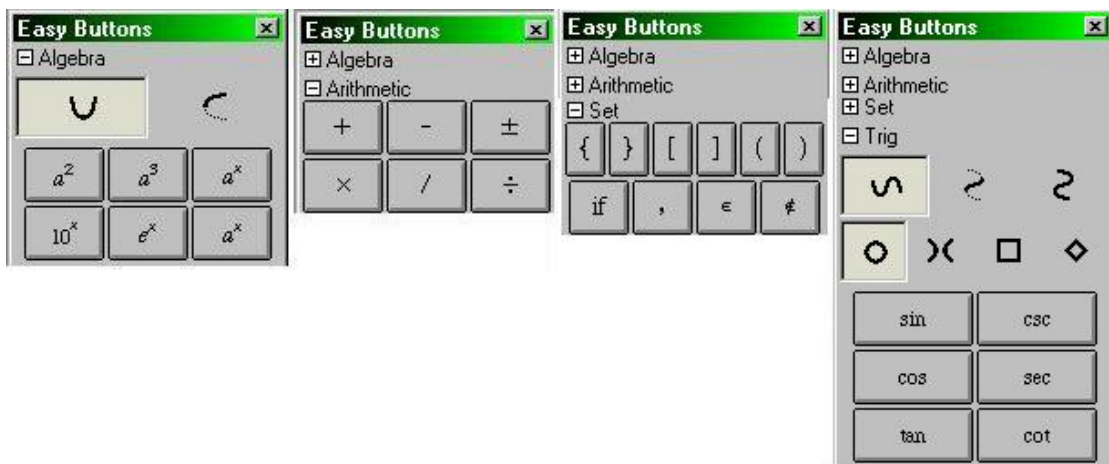 Easy Buttons
Algebra
a² a³ aˣ
10ˣ eˣ aˣ
Easy Buttons
Algebra
Arithmetic
+ - ±
× / ÷
Easy Buttons
Algebra
Arithmetic
Set
{ } [ ] ( )
if , ∈ ∉
Easy Buttons
Algebra
Arithmetic
Set
Trig
sin csc
cos sec
tan cot